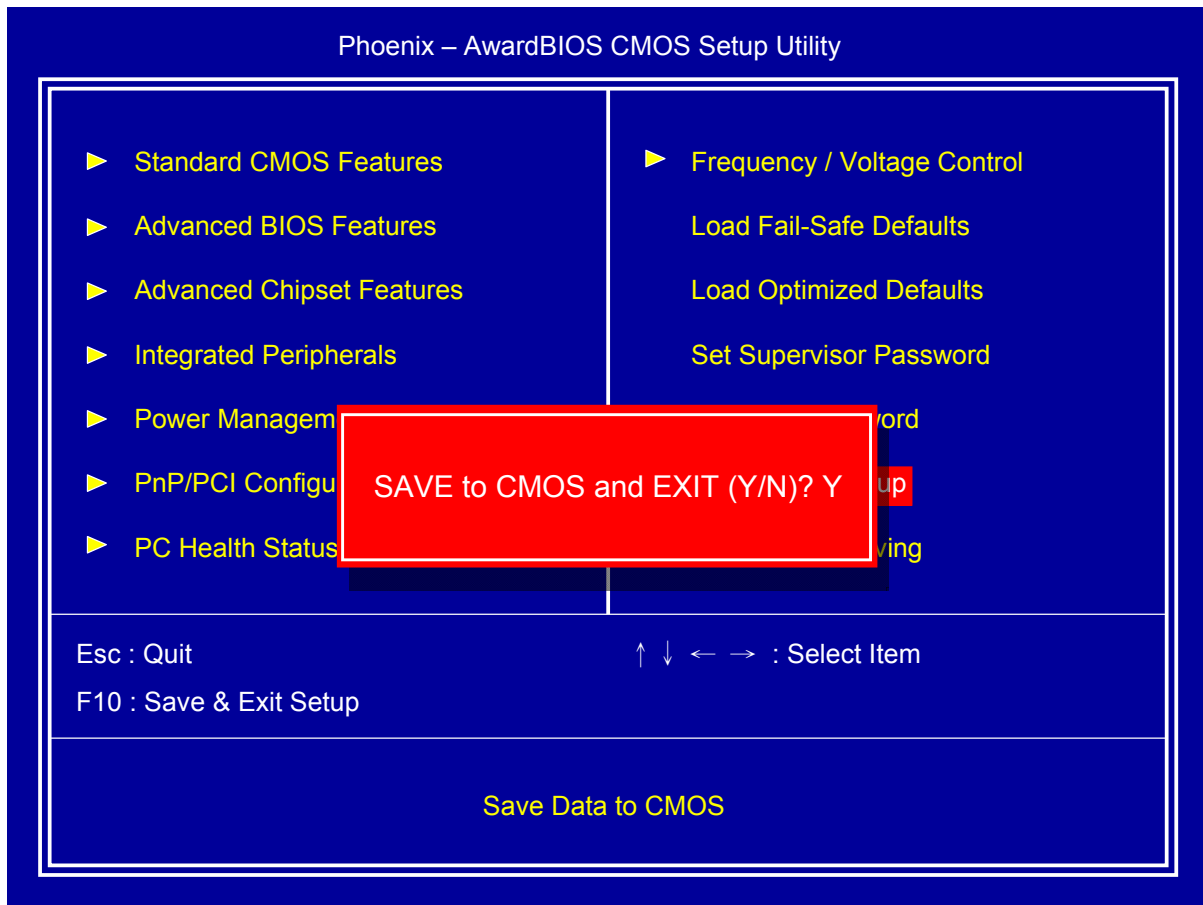 Phoenix – AwardBIOS CMOS Setup Utility
► Standard CMOS Features
► Advanced BIOS Features
► Advanced Chipset Features
► Integrated Peripherals
► Power Managem
► PnP/PCI Configu
► PC Health Status
► Frequency / Voltage Control
Load Fail-Safe Defaults
Load Optimized Defaults
Set Supervisor Password
ord
up
ving
SAVE to CMOS and EXIT (Y/N)? Y
Esc : Quit
↑ ↓ ← → : Select Item
F10 : Save & Exit Setup
Save Data to CMOS